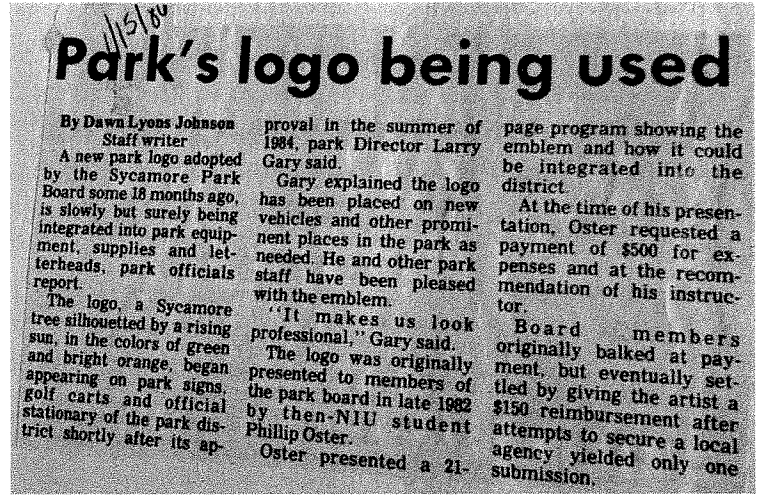 1/15/86
Park's logo being used
By Dawn Lyons Johnson
Staff writer
A new park logo adopted
by the Sycamore Park
Board some 18 months ago,
is slowly but surely being
integrated into park equip-
ment, supplies and let-
terheads, park officials
report.
The logo, a Sycamore
tree silhouetted by a rising
sun, in the colors of green
and bright orange, began
appearing on park signs,
golf carts and official
stationary of the park dis-
trict shortly after its ap-
proval in the summer of
1984, park Director Larry
Gary said.
Gary explained the logo
has been placed on new
vehicles and other promi-
nent places in the park as
needed. He and other park
staff have been pleased
with the emblem.
"It makes us look
professional," Gary said.
The logo was originally
presented to members of
the park board in late 1982
by then-NIU student
Phillip Oster.
Oster presented a 21-
page program showing the
emblem and how it could
be integrated into the
district.
At the time of his presen-
tation, Oster requested a
payment of $500 for ex-
penses and at the recom-
mendation of his instruc-
tor.
Board members
originally balked at pay-
ment, but eventually set-
tled by giving the artist a
$150 reimbursement after
attempts to secure a local
agency yielded only one
submission.